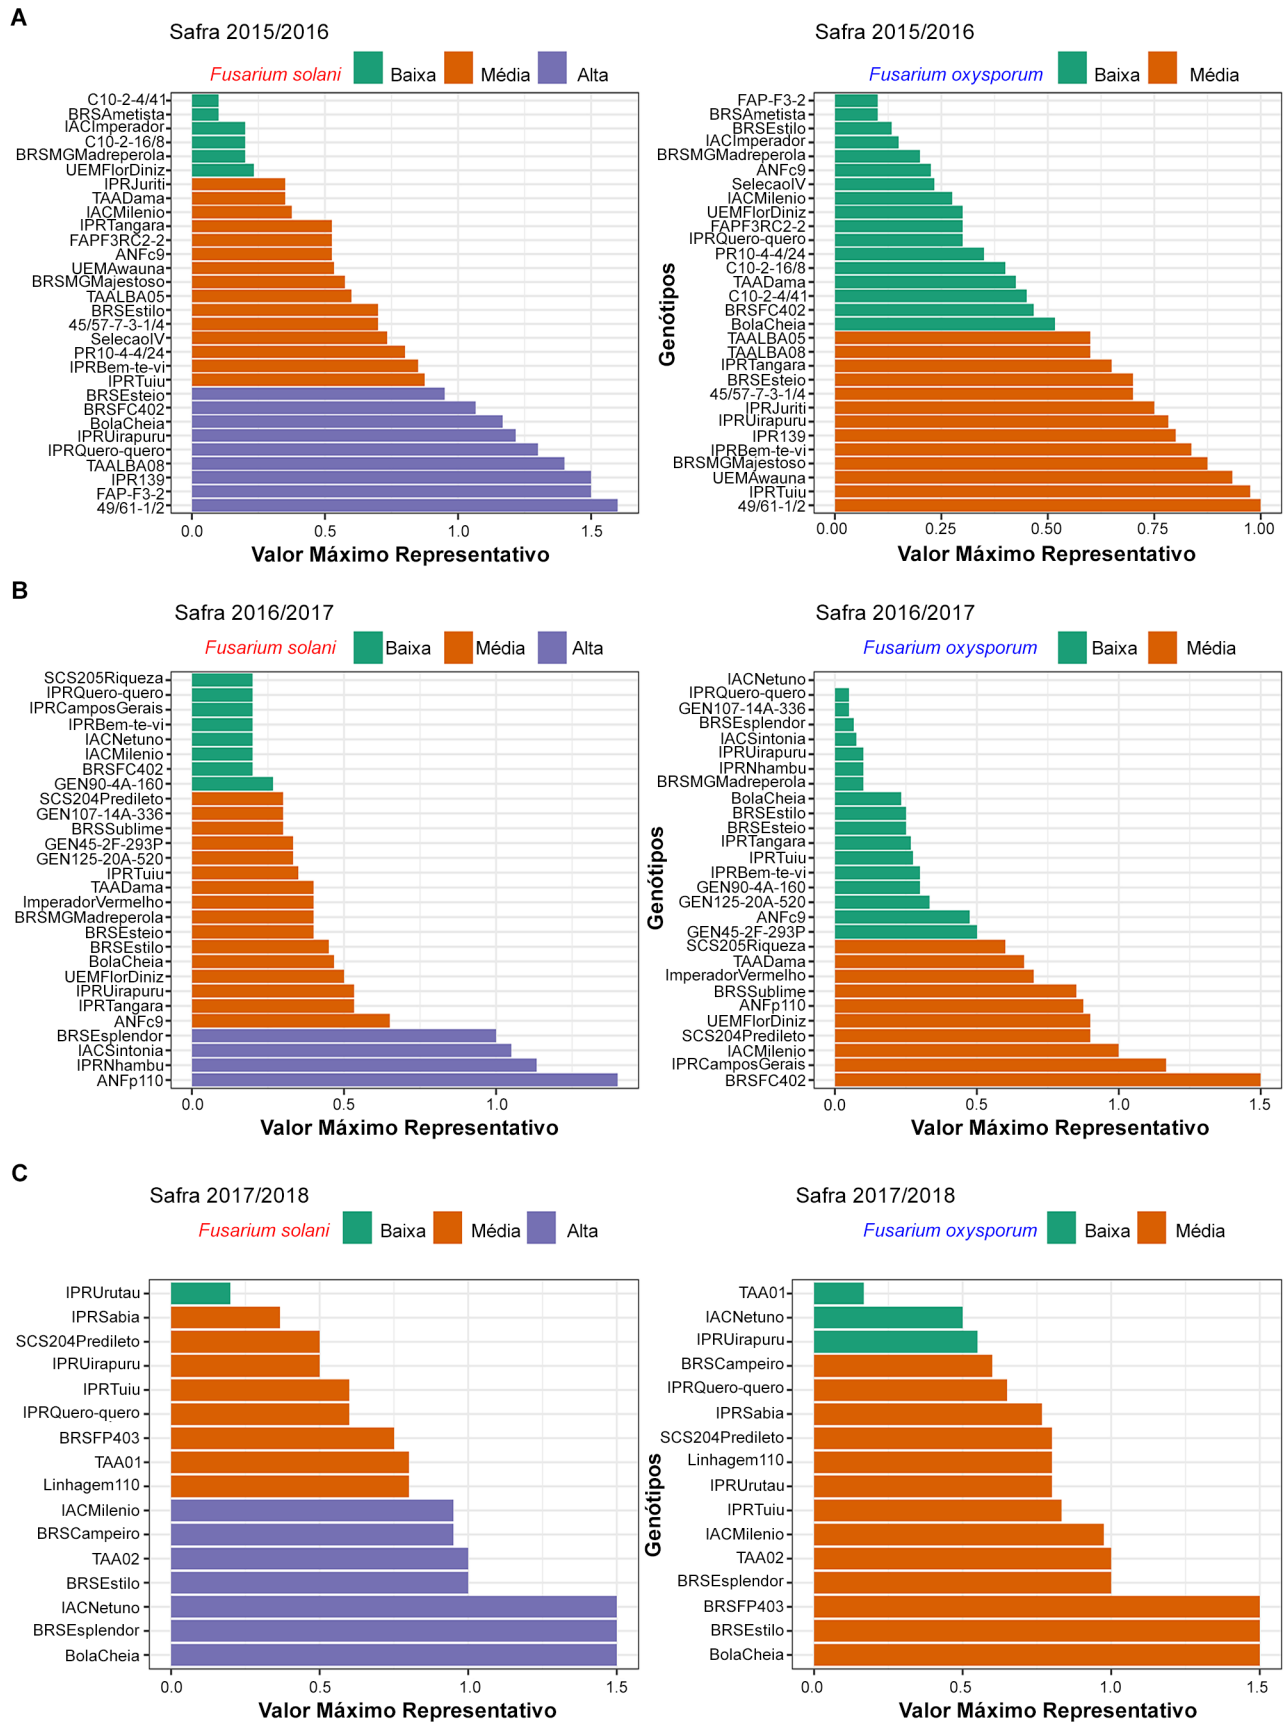 A
Safra 2015/2016
Fusarium solani Baixa Média Alta
C10-2-4/41
BRSAmetista
IACImperador
C10-2-16/8
BRSMGMadreperola
UEMFlorDiniz
IPRJuriti
TAADama
IACMilenio
IPRTangara
FAPF3RC2-2
ANFc9
UEMAwauna
BRSMGMajestoso
TAALBA05
BRSEstilo
45/57-7-3-1/4
SelecaoIV
PR10-4-4/24
IPRBem-te-vi
IPRTuiu
BRSEsteio
BRSFC402
BolaCheia
IPRUirapuru
IPRQuero-quero
TAALBA08
IPR139
FAP-F3-2
49/61-1/2
0.0 0.5 1.0 1.5
Valor Máximo Representativo
Safra 2015/2016
Fusarium oxysporum Baixa Média
Genótipos
FAP-F3-2
BRSAmetista
BRSEstilo
IACImperador
BRSMGMadreperola
ANFc9
SelecaoIV
IACMilenio
UEMFlorDiniz
FAPF3RC2-2
IPRQuero-quero
PR10-4-4/24
C10-2-16/8
TAADama
C10-2-4/41
BRSFC402
BolaCheia
TAALBA05
TAALBA08
IPRTangara
BRSEsteio
45/57-7-3-1/4
IPRJuriti
IPRUirapuru
IPR139
IPRBem-te-vi
BRSMGMajestoso
UEMAwauna
IPRTuiu
49/61-1/2
0.00 0.25 0.50 0.75 1.00
Valor Máximo Representativo
B
Safra 2016/2017
Fusarium solani Baixa Média Alta
SCS205Riqueza
IPRQuero-quero
IPRCamposGerais
IPRBem-te-vi
IACNetuno
IACMilenio
BRSFC402
GEN90-4A-160
SCS204Predileto
GEN107-14A-336
BRSSublime
GEN45-2F-293P
GEN125-20A-520
IPRTuiu
TAADama
ImperadorVermelho
BRSMGMadreperola
BRSEsteio
BRSEstilo
BolaCheia
UEMFlorDiniz
IPRUirapuru
IPRTangara
ANFc9
BRSEsplendor
IACSintonia
IPRNhambu
ANFp110
0.0 0.5 1.0
Valor Máximo Representativo
Safra 2016/2017
Fusarium oxysporum Baixa Média
Genótipos
IACNetuno
IPRQuero-quero
GEN107-14A-336
BRSEsplendor
IACSintonia
IPRUirapuru
IPRNhambu
BRSMGMadreperola
BolaCheia
BRSEstilo
BRSEsteio
IPRTangara
IPRTuiu
IPRBem-te-vi
GEN90-4A-160
GEN125-20A-520
ANFc9
GEN45-2F-293P
SCS205Riqueza
TAADama
ImperadorVermelho
BRSSublime
ANFp110
UEMFlorDiniz
SCS204Predileto
IACMilenio
IPRCamposGerais
BRSFC402
0.0 0.5 1.0 1.5
Valor Máximo Representativo
C
Safra 2017/2018
Fusarium solani Baixa Média Alta
IPRUrutau
IPRSabia
SCS204Predileto
IPRUirapuru
IPRTuiu
IPRQuero-quero
BRSFP403
TAA01
Linhagem110
IACMilenio
BRSCampeiro
TAA02
BRSEstilo
IACNetuno
BRSEsplendor
BolaCheia
0.0 0.5 1.0 1.5
Valor Máximo Representativo
Safra 2017/2018
Fusarium oxysporum Baixa Média
Genótipos
TAA01
IACNetuno
IPRUirapuru
BRSCampeiro
IPRQuero-quero
IPRSabia
SCS204Predileto
Linhagem110
IPRUrutau
IPRTuiu
IACMilenio
TAA02
BRSEsplendor
BRSFP403
BRSEstilo
BolaCheia
0.0 0.5 1.0 1.5
Valor Máximo Representativo